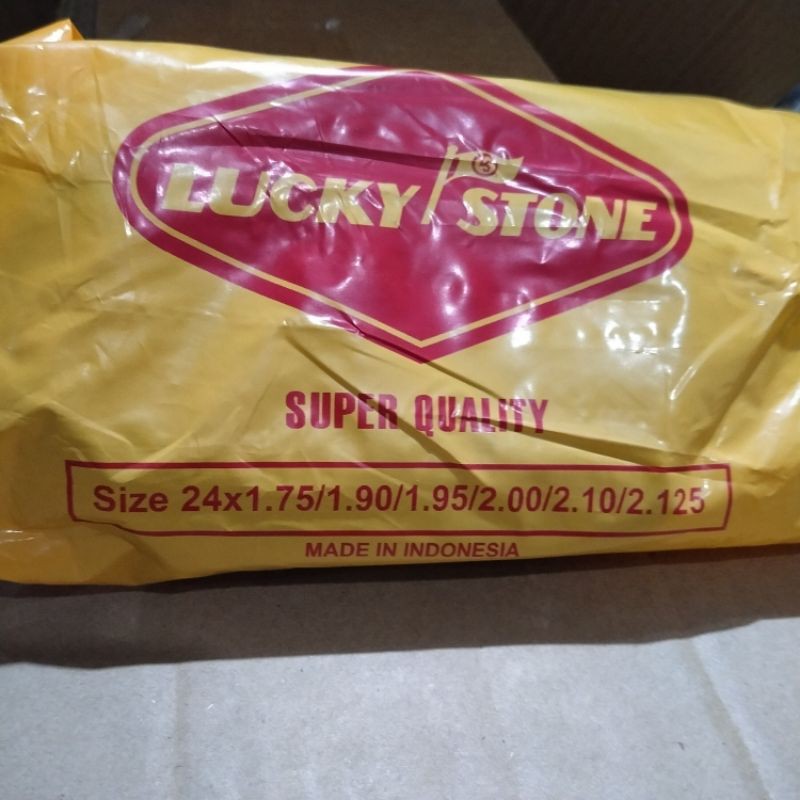 LUCKY STONE
SUPER QUALITY
Size 24x1.75/1.90/1.95/2.00/2.10/2.125
MADE IN INDONESIA